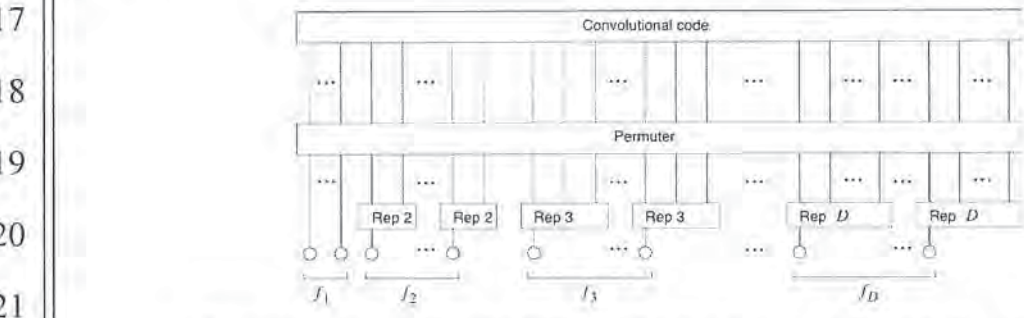 17
Convolutional code
... ... ... ... ... ... ...
18
Permuter
19
... ... ... ... ... ... ...
Rep 2 Rep 2 Rep 3 Rep 3 Rep D Rep D
20
... ... ... ...
f1 f2 f3 fD
21